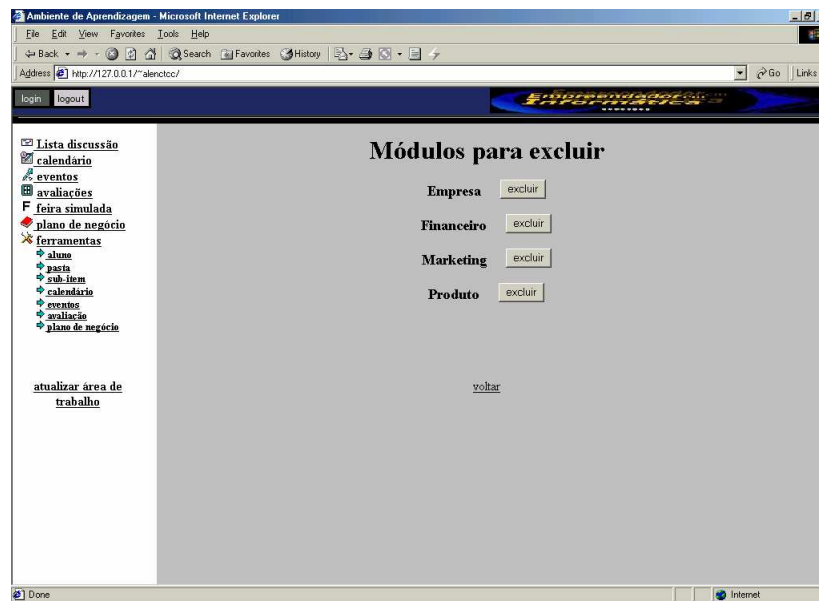 Ambiente de Aprendizagem - Microsoft Internet Explorer
File Edit View Favorites Tools Help
Back Search Favorites History
Address http://127.0.0.1/~alenctcc/ Go Links
login logout
Empreendedor em
Informática
Lista discussão
calendário
eventos
avaliações
F feira simulada
plano de negócio
ferramentas
aluno
pasta
sub-item
calendário
eventos
avaliação
plano de negócio
atualizar área de
trabalho
Módulos para excluir
Empresa excluir
Financeiro excluir
Marketing excluir
Produto excluir
voltar
Done Internet